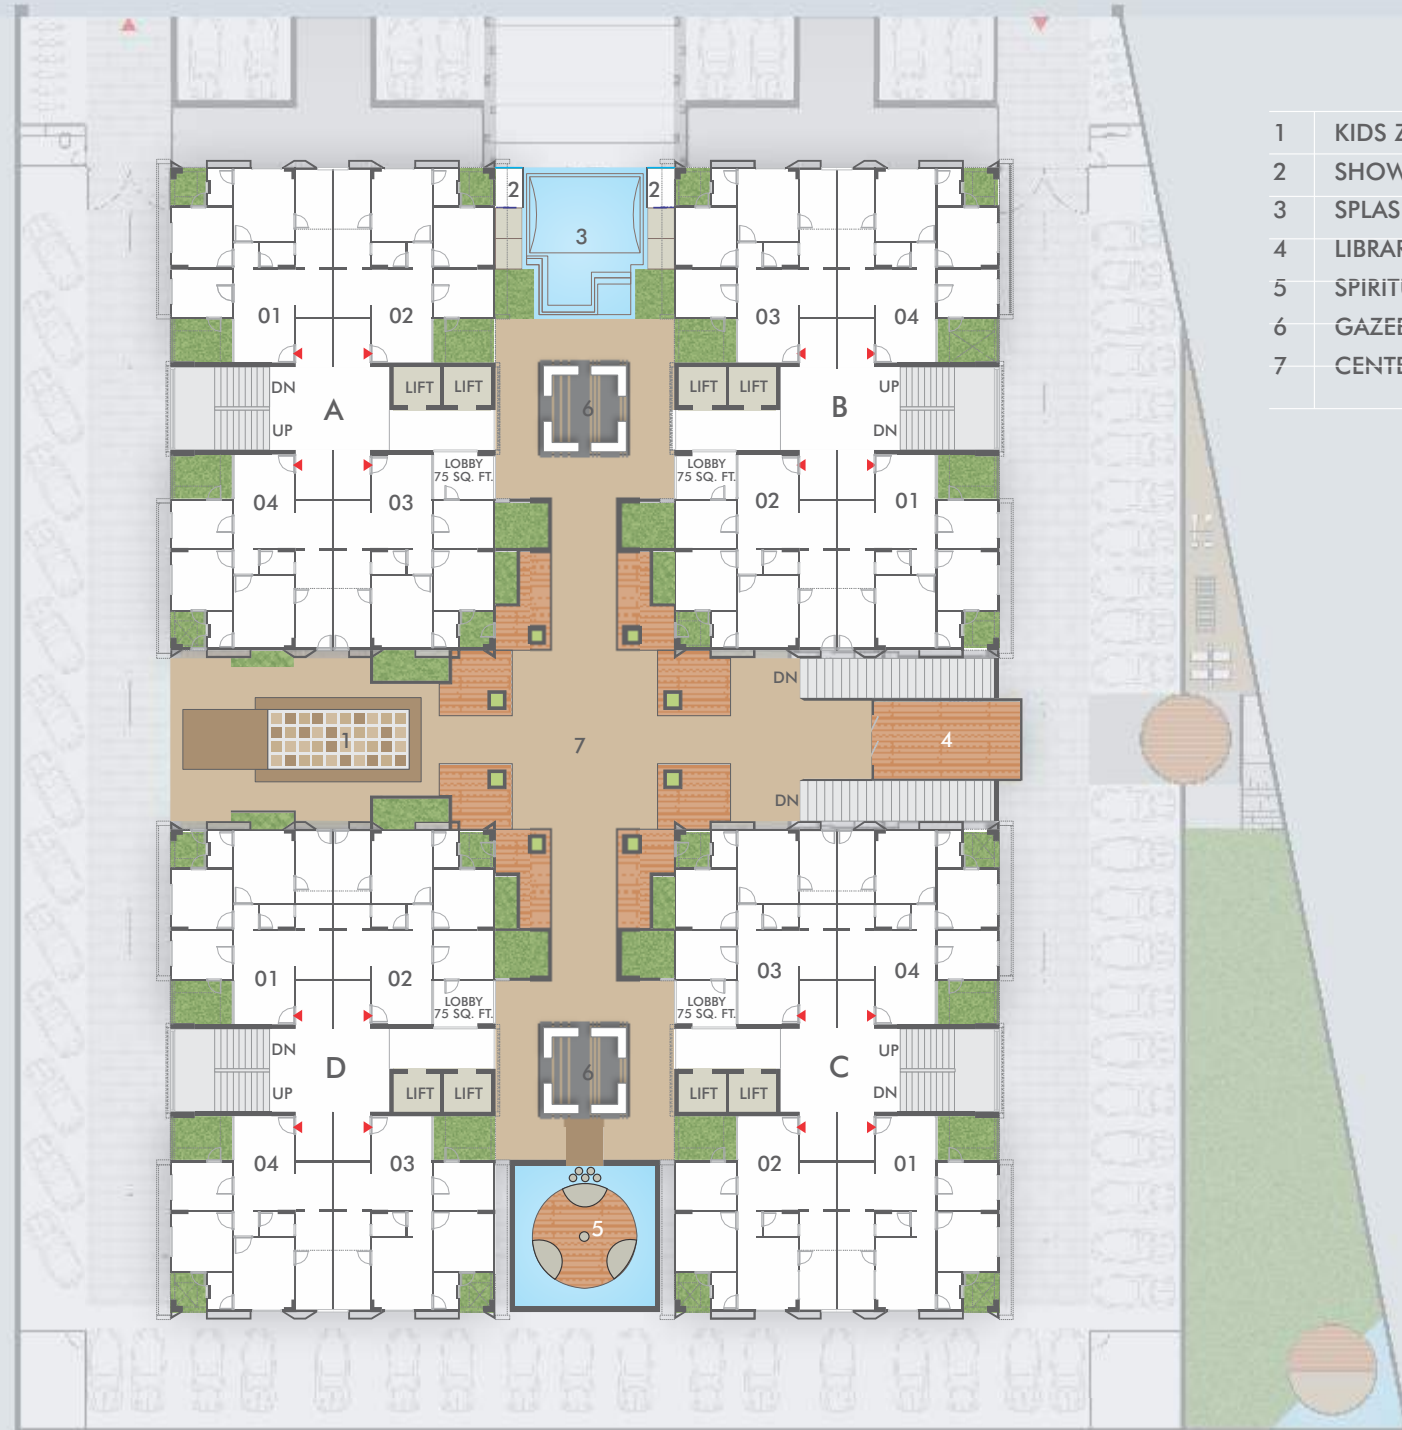 1 KIDS Z
2 SHOW
3 SPLAS
4 LIBRAR
5 SPIRIT
6 GAZEB
7 CENTE
2 2
3
01 02
03 04
DN LIFT LIFT
A
UP
6
LIFT LIFT UP
B
DN
LOBBY
75 SQ. FT.
LOBBY
75 SQ. FT.
04 03
02 01
DN
1
7
4
DN
01 02
03 04
LOBBY
75 SQ. FT.
LOBBY
75 SQ. FT.
DN
D
UP
LIFT LIFT
6
UP
C
DN
LIFT LIFT
04 03
02 01
5